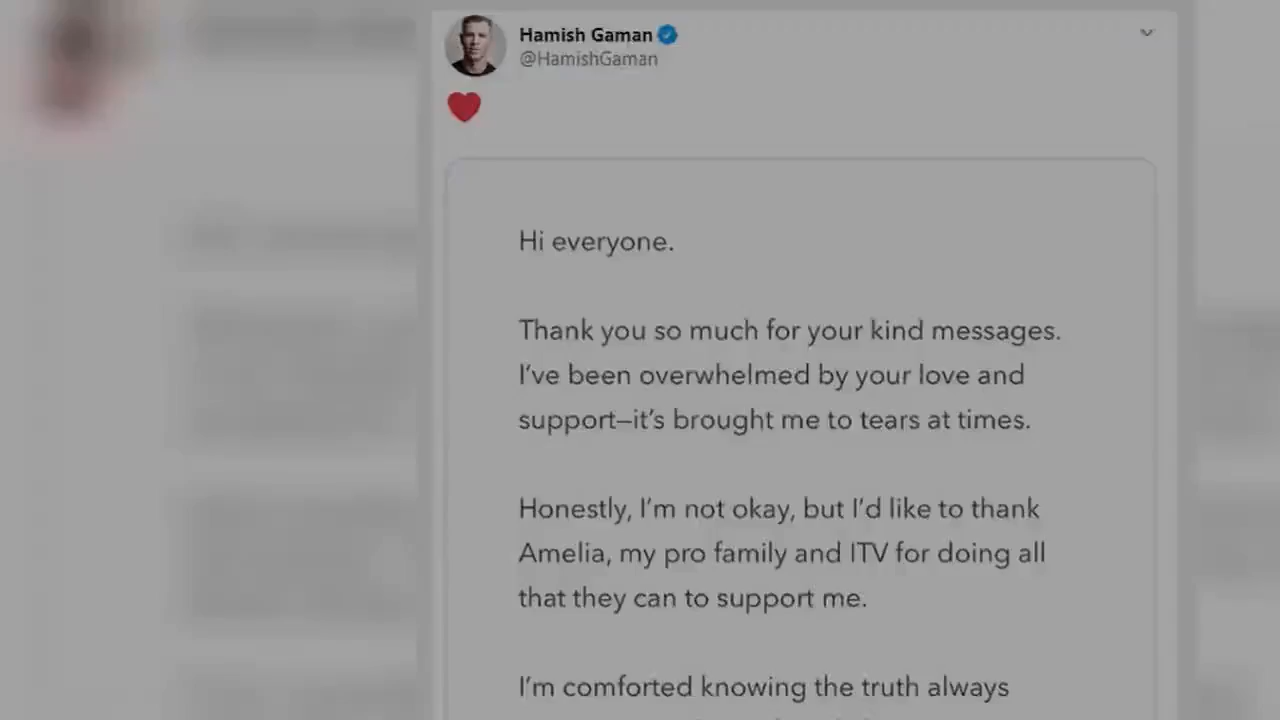 Hamish Gaman
@HamishGaman
Hi everyone.
Thank you so much for your kind messages.
I've been overwhelmed by your love and
support–it's brought me to tears at times.
Honestly, I'm not okay, but I'd like to thank
Amelia, my pro family and ITV for doing all
that they can to support me.
I'm comforted knowing the truth always